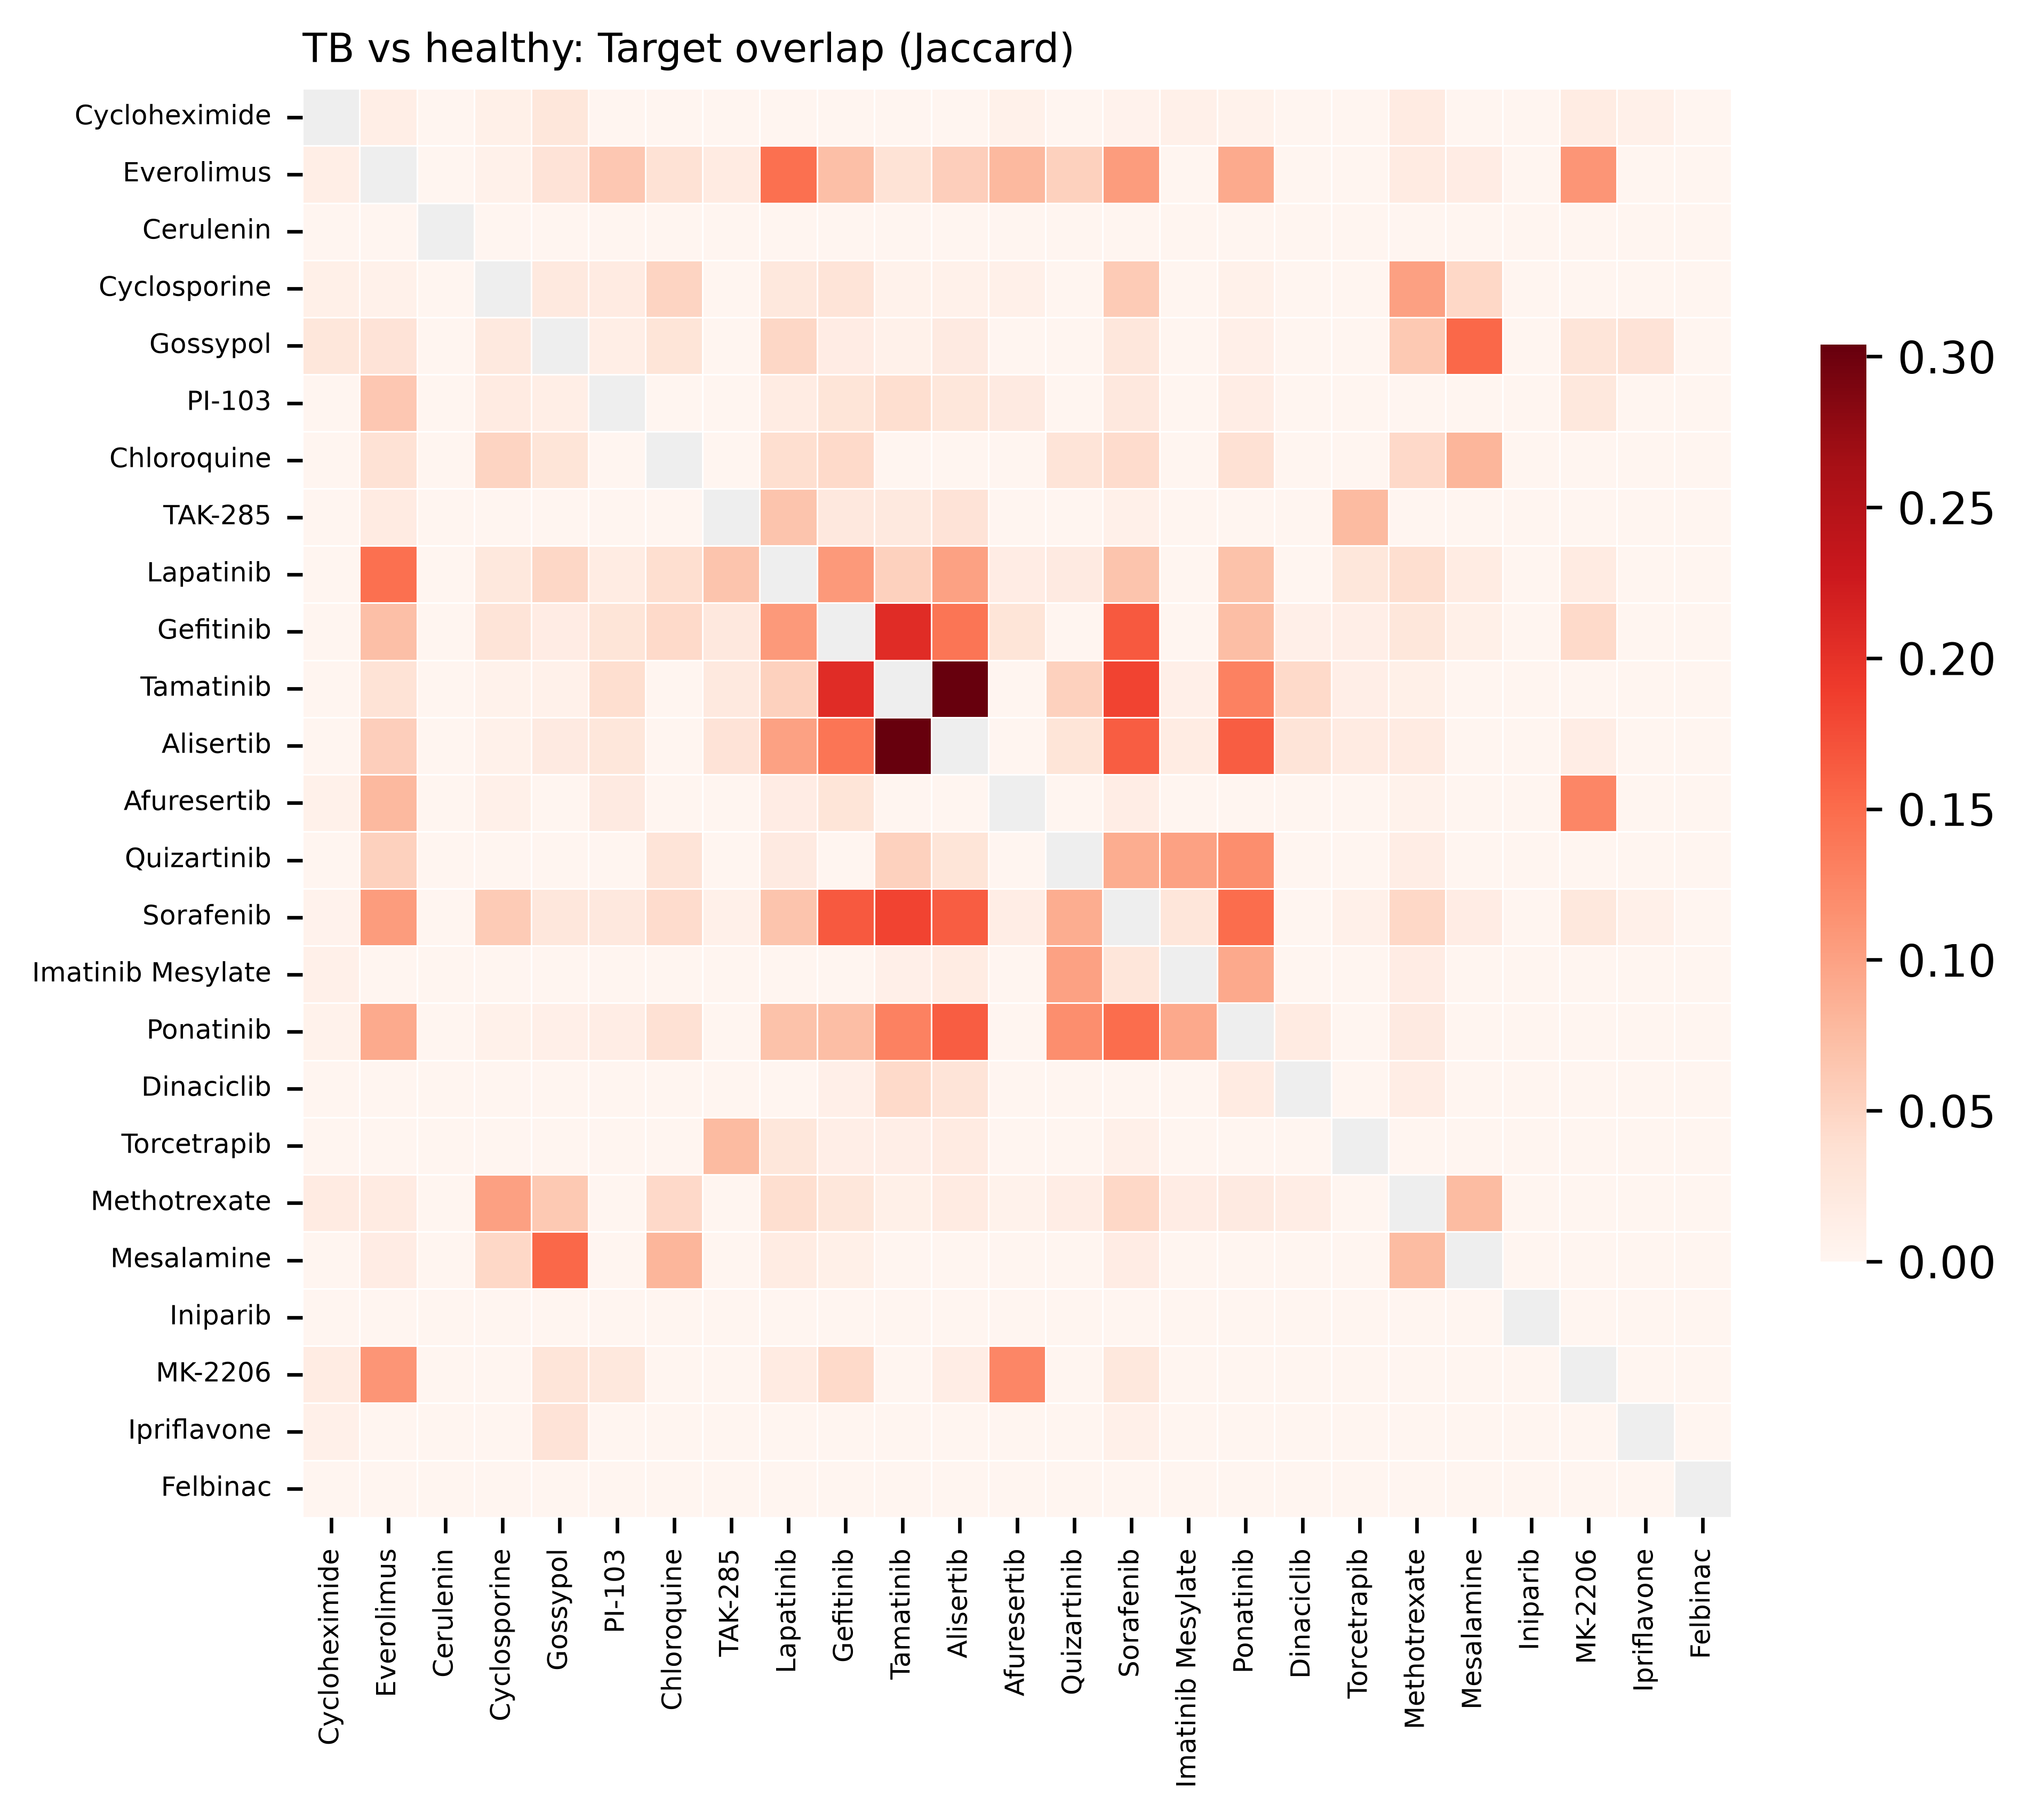 TB vs healthy: Target overlap (Jaccard)
Cycloheximide
Everolimus
Cerulenin
Cyclosporine
Gossypol
PI-103
Chloroquine
TAK-285
Lapatinib
Gefitinib
Tamatinib
Alisertib
Afuresertib
Quizartinib
Sorafenib
Imatinib Mesylate
Ponatinib
Dinaciclib
Torcetrapib
Methotrexate
Mesalamine
Iniparib
MK-2206
Ipriflavone
Felbinac
Cycloheximide
Everolimus
Cerulenin
Cyclosporine
Gossypol
PI-103
Chloroquine
TAK-285
Lapatinib
Gefitinib
Tamatinib
Alisertib
Afuresertib
Quizartinib
Sorafenib
Imatinib Mesylate
Ponatinib
Dinaciclib
Torcetrapib
Methotrexate
Mesalamine
Iniparib
MK-2206
Ipriflavone
Felbinac
0.30
0.25
0.20
0.15
0.10
0.05
0.00